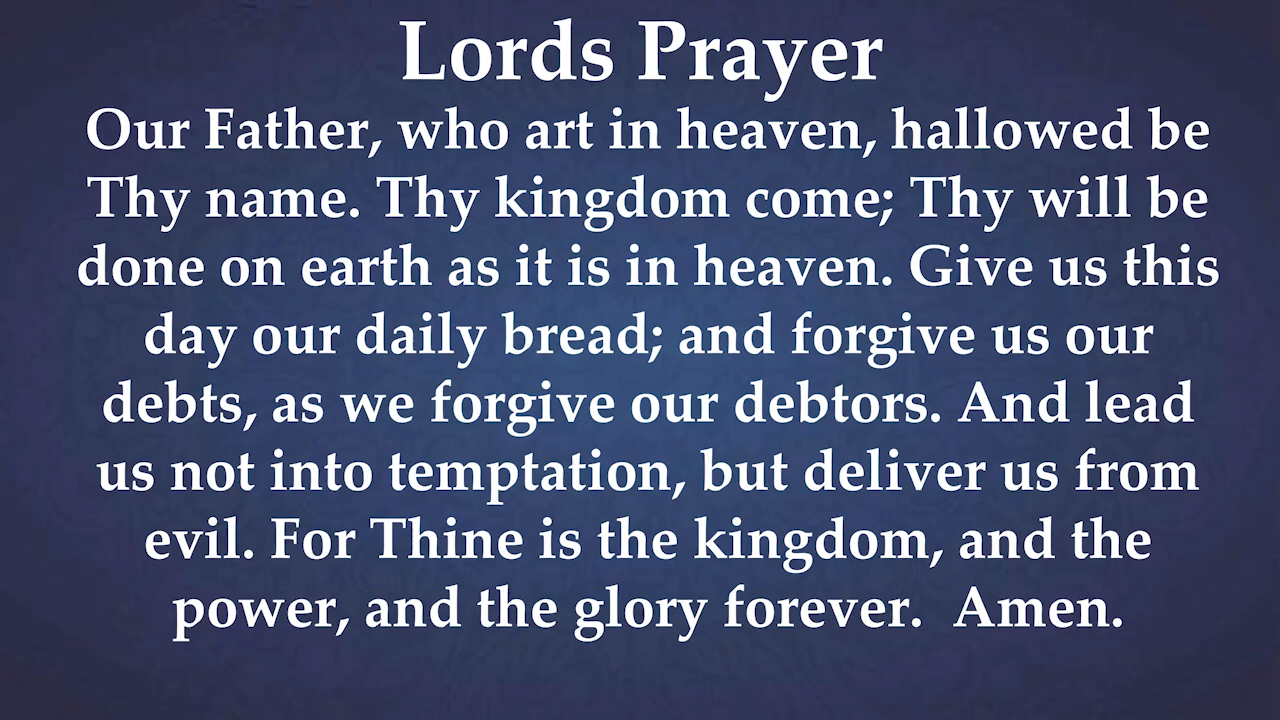 Lords Prayer
Our Father, who art in heaven, hallowed be
Thy name. Thy kingdom come; Thy will be
done on earth as it is in heaven. Give us this
day our daily bread; and forgive us our
debts, as we forgive our debtors. And lead
us not into temptation, but deliver us from
evil. For Thine is the kingdom, and the
power, and the glory forever.  Amen.